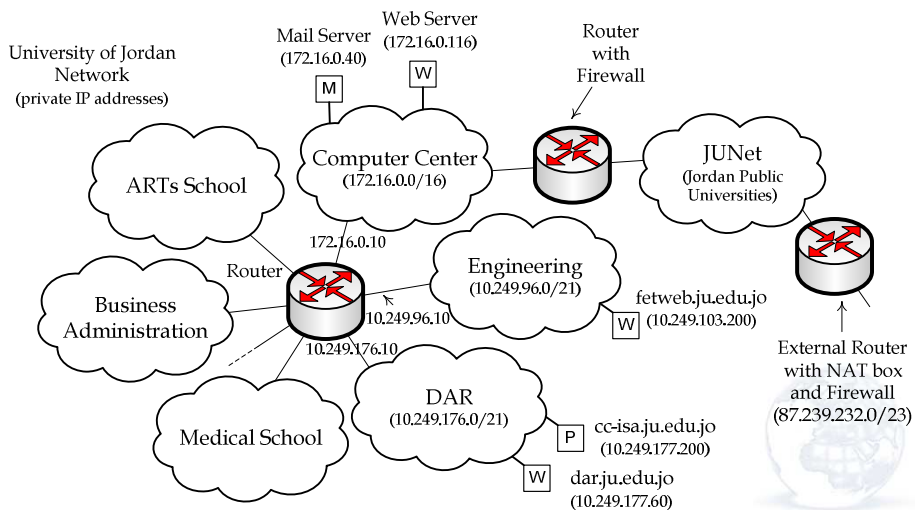 University of Jordan
Network
(private IP addresses)
Mail Server
(172.16.0.40)
M
Web Server
(172.16.0.116)
W
Router
with
Firewall
ARTs School
Computer Center
(172.16.0.0/16)
JUNet
(Jordan Public
Universities)
172.16.0.10
Router
Engineering
(10.249.96.0/21)
Business
Administration
10.249.96.10
fetweb.ju.edu.jo
(10.249.103.200)
W
10.249.176.10
External Router
with NAT box
and Firewall
(87.239.232.0/23)
DAR
(10.249.176.0/21)
Medical School
P
cc-isa.ju.edu.jo
(10.249.177.200)
W
dar.ju.edu.jo
(10.249.177.60)